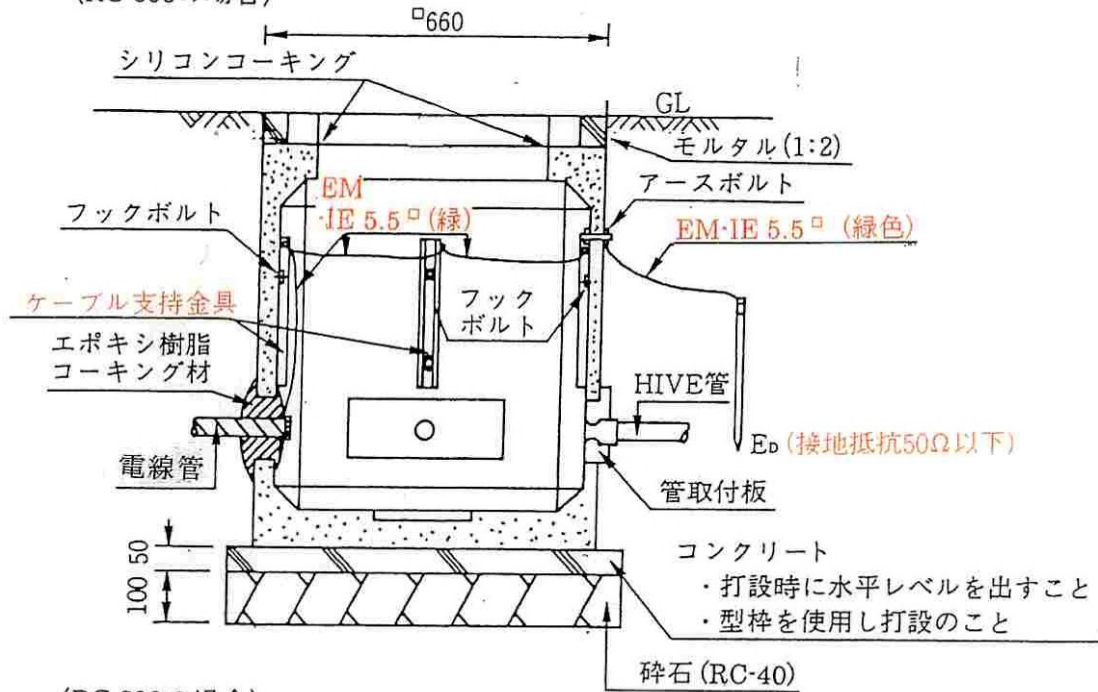 □660
シリコンコーキング
GL
モルタル(1:2)
アースボルト
EM
·IE 5.5□(緑)
フックボルト
EM·IE 5.5□ (緑色)
ケーブル支持金具
フック
ボルト
エポキシ樹脂
コーキング材
HIVE管
ED (接地抵抗50Ω以下)
電線管
管取付板
50
100
コンクリート
・打設時に水平レベルを出すこと
・型枠を使用し打設のこと
砕石(RC-40)